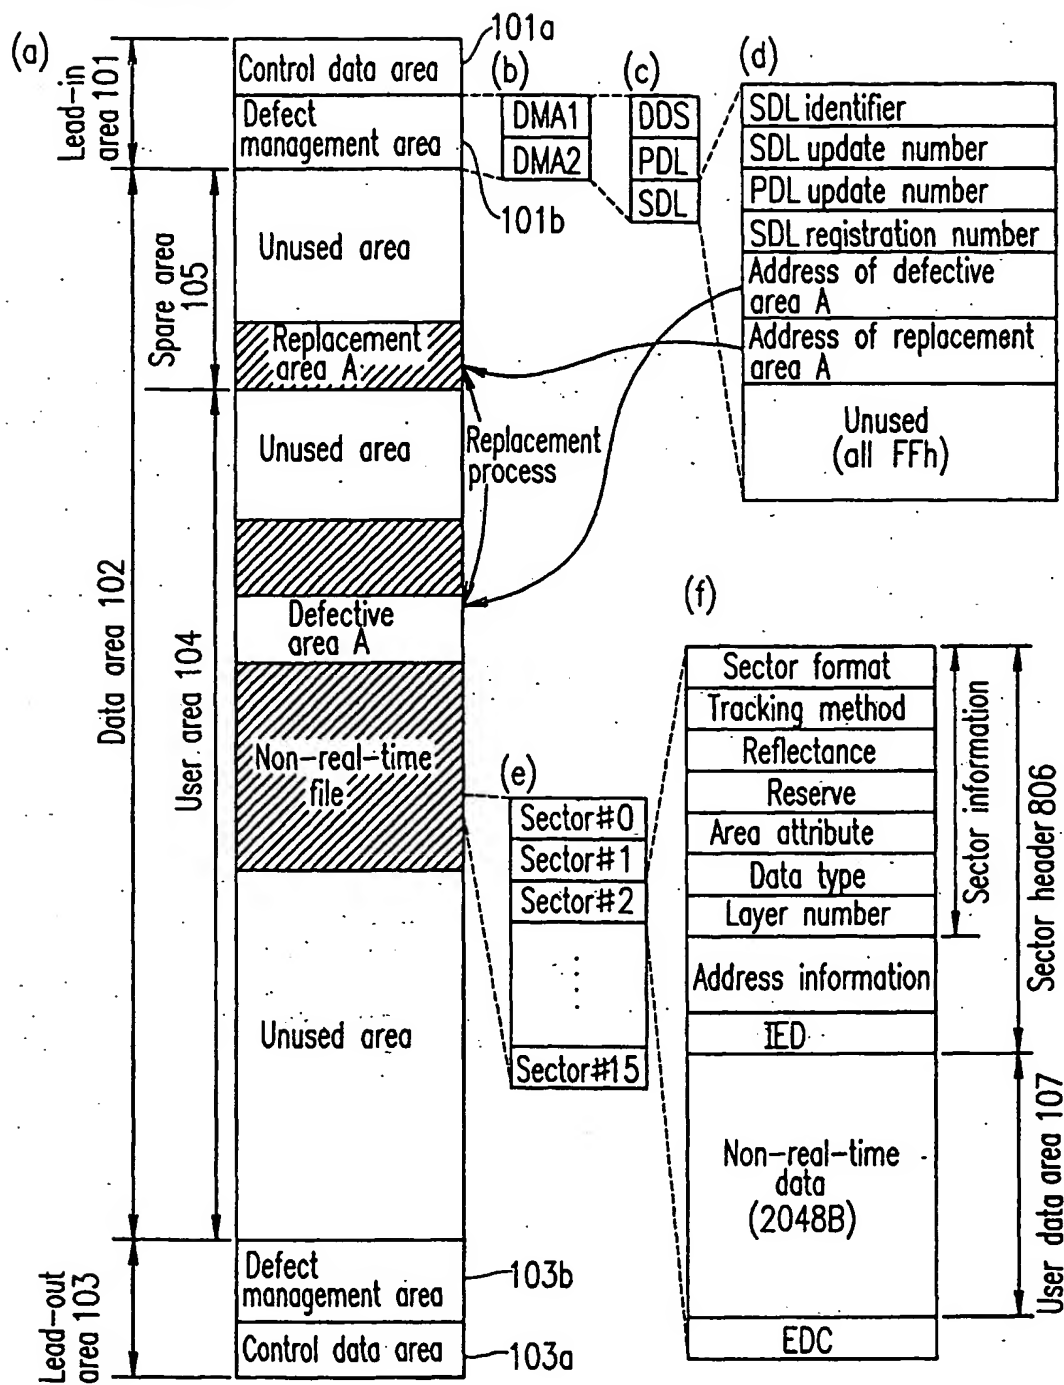 (a)
101a
Lead-in
area 101
Control data area
Defect
management area
101b
(b)
DMA1
DMA2
(c)
DDS
PDL
SDL
(d)
SDL identifier
SDL update number
PDL update number
SDL registration number
Address of defective
area A
Address of replacement
area A
Unused
(all FFh)
Data area 102
Spare area
105
Unused area
Replacement
area A
User area 104
Unused area
Replacement
process
Defective
area A
Non-real-time
file
Unused area
(e)
Sector#0
Sector#1
Sector#2
Sector#15
(f)
Sector format
Tracking method
Reflectance
Reserve
Area attribute
Data type
Layer number
Address information
IED
Non-real-time
data
(2048B)
EDC
Sector information
Sector header 806
User data area 107
Lead-out
area 103
Defect
management area
103b
Control data area
103a